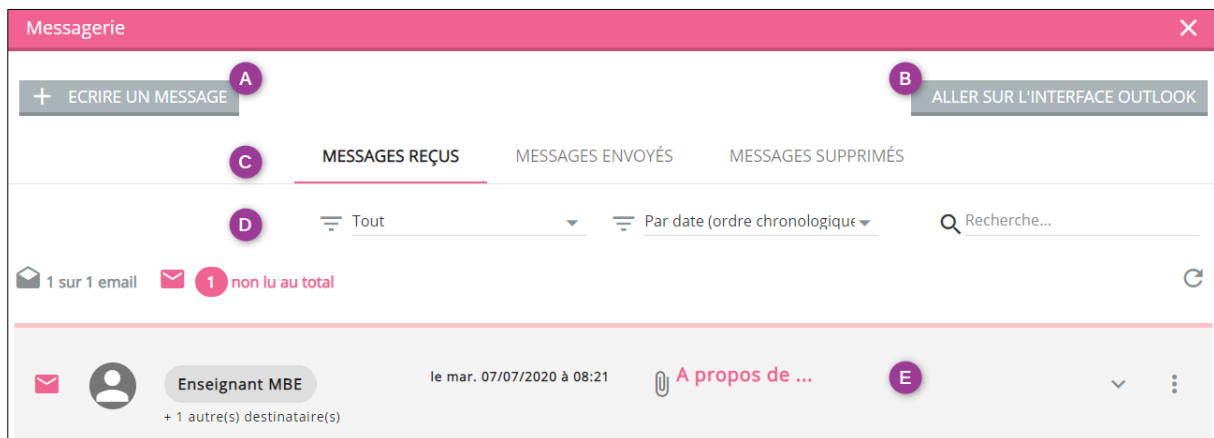 Messagerie
A
B
+ ECRIRE UN MESSAGE
ALLER SUR L'INTERFACE OUTLOOK
C
MESSAGES REÇUS MESSAGES ENVOYÉS MESSAGES SUPPRIMÉS
D
Tout Par date (ordre chronologique Recherche...
1 sur 1 email 1 non lu au total
Enseignant MBE le mar. 07/07/2020 à 08:21 A propos de ... E
+ 1 autre(s) destinataire(s)